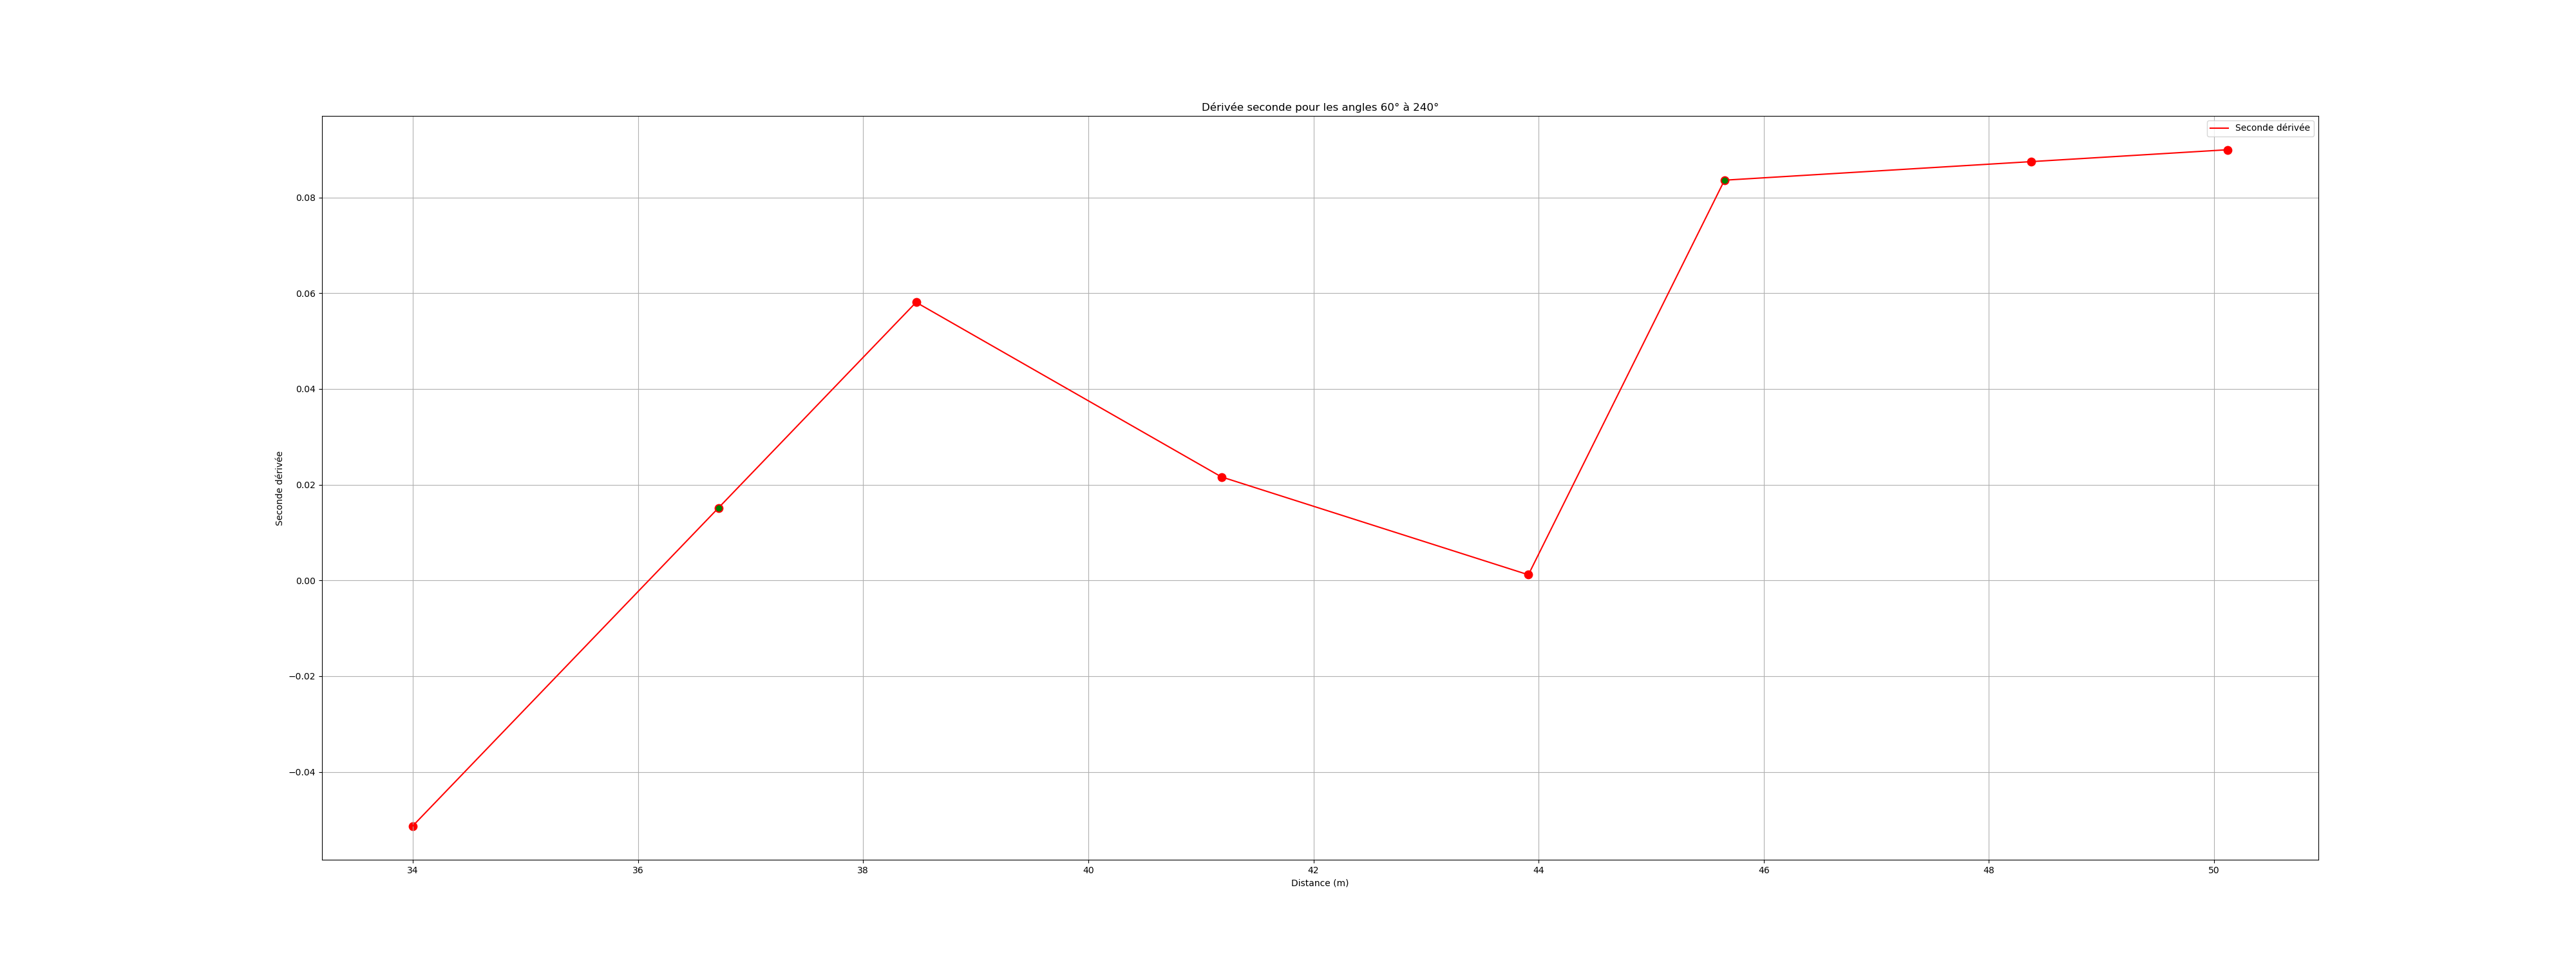 Dérivée seconde pour les angles 60° à 240°
Seconde dérivée
0.08
0.06
0.04
0.02
0.00
−0.02
−0.04
Seconde dérivée
34 36 38 40 42 44 46 48 50
Distance (m)